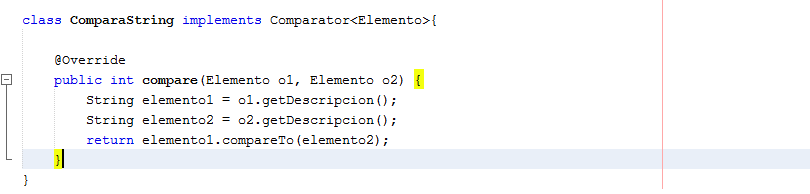 class ComparaString implements Comparator<Elemento>{
@Override
public int compare(Elemento o1, Elemento o2) {
String elemento1 = o1.getDescripcion();
String elemento2 = o2.getDescripcion();
return elemento1.compareTo(elemento2);
}
}